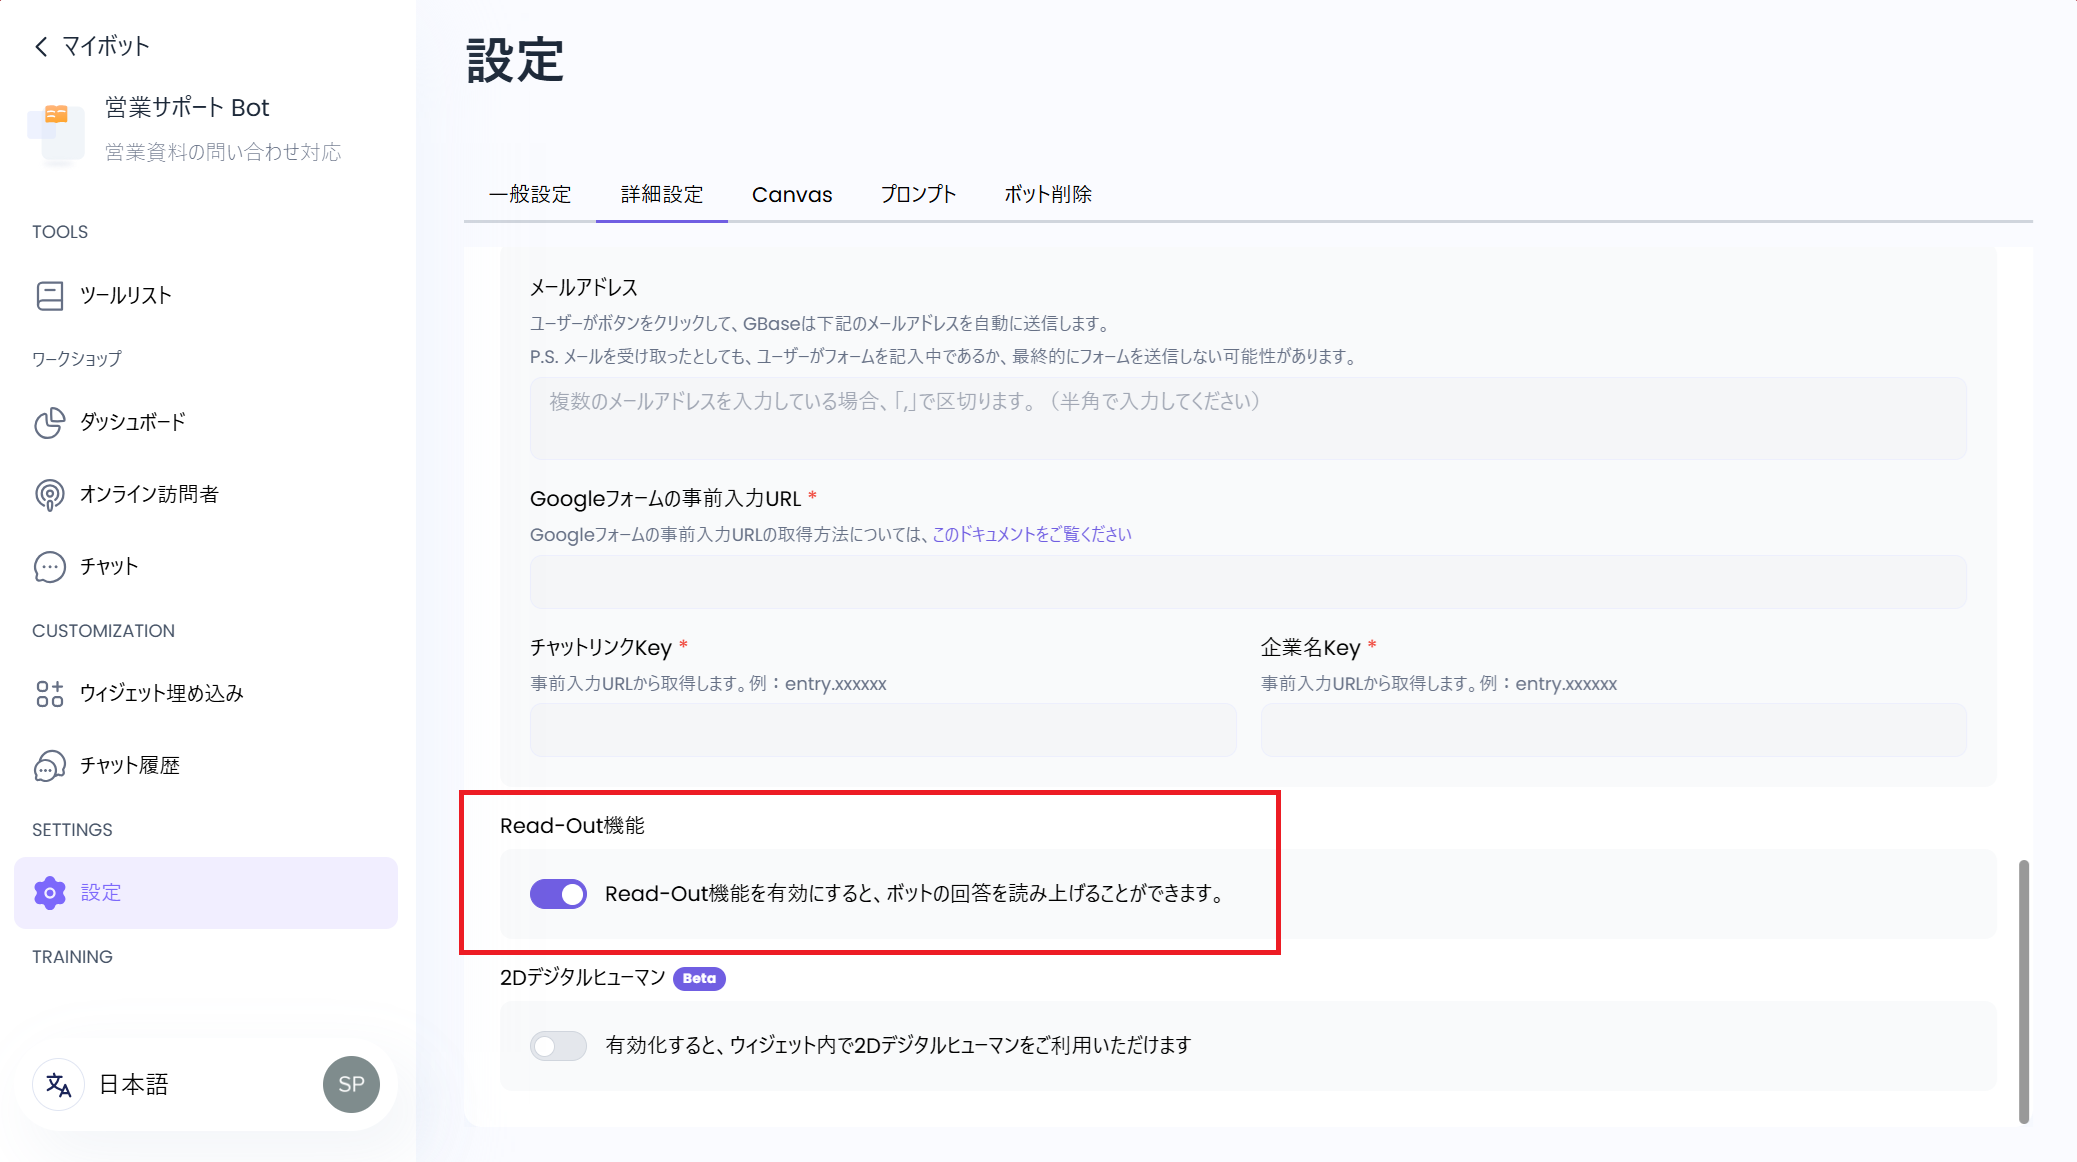 マイボット
営業サポート Bot
営業資料の問い合わせ対応
TOOLS
ツールリスト
ワークショップ
ダッシュボード
オンライン訪問者
チャット
CUSTOMIZATION
ウィジェット埋め込み
チャット履歴
SETTINGS
設定
TRAINING
日本語
SP
設定
一般設定 詳細設定 Canvas プロンプト ボット削除
メールアドレス
ユーザーがボタンをクリックして、GBaseは下記のメールアドレスを自動に送信します。
P.S. メールを受け取ったとしても、ユーザーがフォームを記入中であるか、最終的にフォームを送信しない可能性があります。
複数のメールアドレスを入力している場合、「,」で区切ります。（半角で入力してください）
Googleフォームの事前入力URL *
Googleフォームの事前入力URLの取得方法については、このドキュメントをご覧ください
チャットリンクKey * 企業名Key *
事前入力URLから取得します。例：entry.xxxxxx 事前入力URLから取得します。例：entry.xxxxxx
Read-Out機能
Read-Out機能を有効にすると、ボットの回答を読み上げることができます。
2Dデジタルヒューマン Beta
有効化すると、ウィジェット内で2Dデジタルヒューマンをご利用いただけます